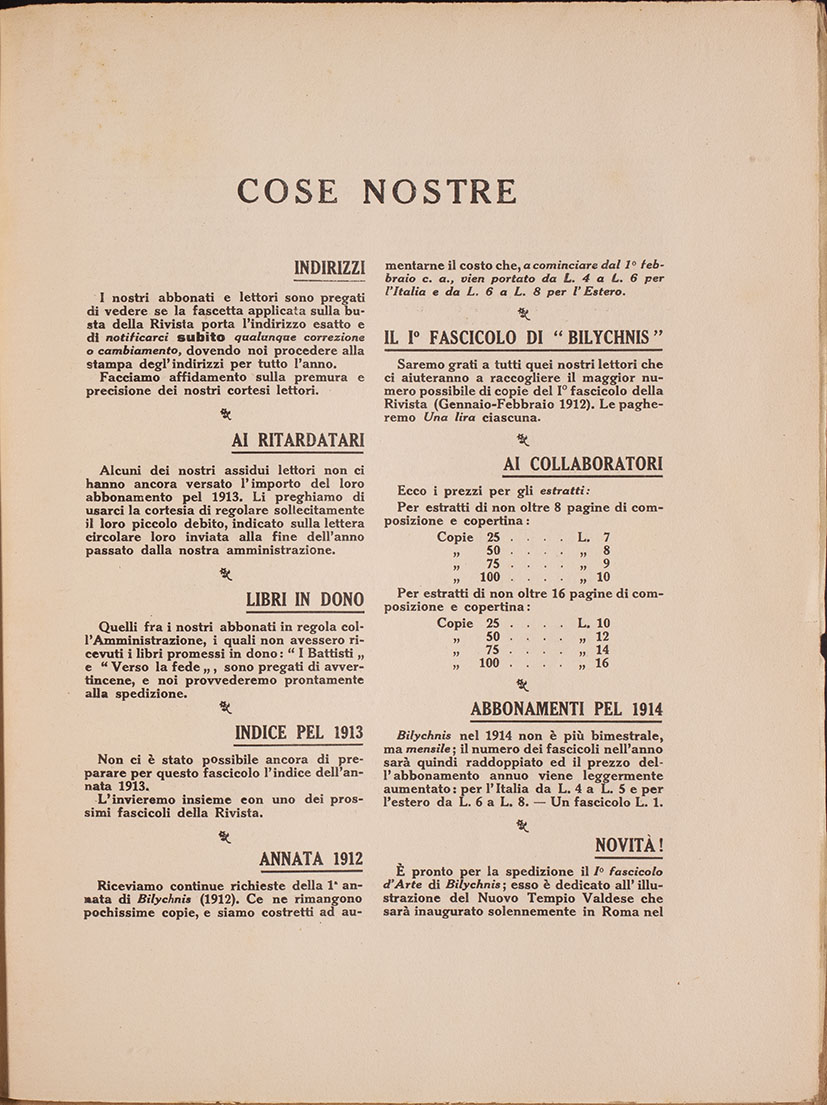 COSE NOSTRE
INDIRIZZI
I nostri abbonati e lettori sono pregati
di vedere se la fascetta applicata sulla bu-
sta della Rivista porta l'indirizzo esatto e
di notificarci subito qualunque correzione
o cambiamento, dovendo noi procedere alla
stampa degl'indirizzi per tutto l'anno.
Facciamo affidamento sulla premura e
precisione dei nostri cortesi lettori.
AI RITARDATARI
Alcuni dei nostri assidui lettori non ci
hanno ancora versato l'importo del loro
abbonamento pel 1913. Li preghiamo di
usarci la cortesia di regolare sollecitamente
il loro piccolo debito, indicato sulla lettera
circolare loro inviata alla fine dell'anno
passato dalla nostra amministrazione.
LIBRI IN DONO
Quelli fra i nostri abbonati in regola col-
l'Amministrazione, i quali non avessero ri-
cevuti i libri promessi in dono: “ I Battisti „
e “ Verso la fede „, sono pregati di avver-
tircene, e noi provvederemo prontamente
alla spedizione.
INDICE PEL 1913
Non ci è stato possibile ancora di pre-
parare per questo fascicolo l'indice dell'an-
nata 1913.
L'invieremo insieme con uno dei pros-
simi fascicoli della Rivista.
ANNATA 1912
Riceviamo continue richieste della 1ª an-
nata di Bilychnis (1912). Ce ne rimangono
pochissime copie, e siamo costretti ad au-
mentarne il costo che, a cominciare dal 1º feb-
braio c. a., vien portato da L. 4 a L. 6 per
l'Italia e da L. 6 a L. 8 per l'Estero.
IL Iº FASCICOLO DI “ BILYCHNIS ”
Saremo grati a tutti quei nostri lettori che
ci aiuteranno a raccogliere il maggior nu-
mero possibile di copie del Iº fascicolo della
Rivista (Gennaio-Febbraio 1912). Le paghe-
remo Una lira ciascuna.
AI COLLABORATORI
Ecco i prezzi per gli estratti:
Per estratti di non oltre 8 pagine di com-
posizione e copertina:
Copie 25 . . . . L. 7
„ 50 . . . . „ 8
„ 75 . . . . „ 9
„ 100 . . . . „ 10
Per estratti di non oltre 16 pagine di com-
posizione e copertina:
Copie 25 . . . . L. 10
„ 50 . . . . „ 12
„ 75 . . . . „ 14
„ 100 . . . . „ 16
ABBONAMENTI PEL 1914
Bilychnis nel 1914 non è più bimestrale,
ma mensile; il numero dei fascicoli nell'anno
sarà quindi raddoppiato ed il prezzo del-
l'abbonamento annuo viene leggermente
aumentato: per l'Italia da L. 4 a L. 5 e per
l'estero da L. 6 a L. 8. — Un fascicolo L. 1.
NOVITÀ!
È pronto per la spedizione il Iº fascicolo
d'Arte di Bilychnis; esso è dedicato all'illu-
strazione del Nuovo Tempio Valdese che
sarà inaugurato solennemente in Roma nel